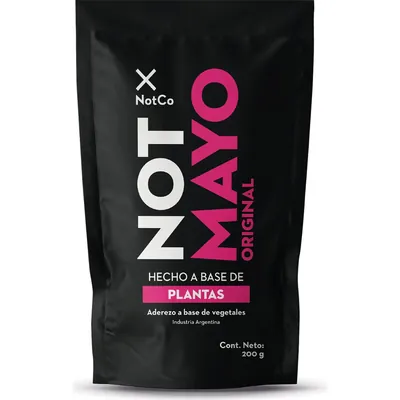 NotCo
NOT
MAYO
ORIGINAL
HECHO A BASE DE
PLANTAS
Aderezo a base de vegetales
Industria Argentina
Cont. Neto:
200 g